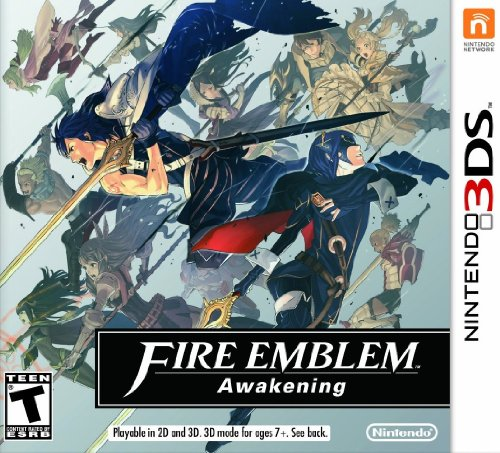 NINTENDO
NETWORK
NINTENDO 3DS
FIRE EMBLEM™
Awakening
TEEN
T
CONTENT RATED BY
ESRB
Playable in 2D and 3D. 3D mode for ages 7+. See back.
Nintendo